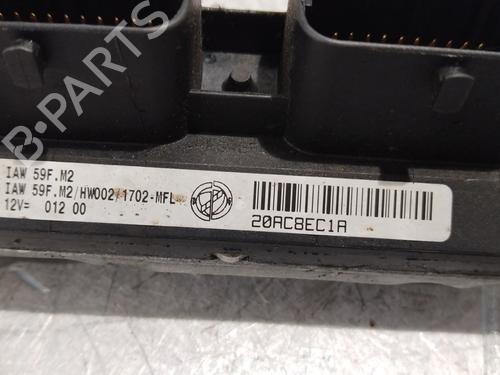 IAW 59F.M2
IAW 59F.M2/HW002/1702-MFL
12V= 012 00
20AC8EC1A
B-PARTS